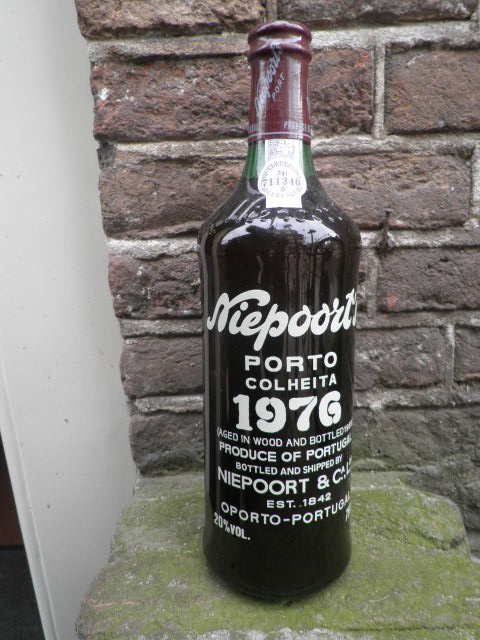 Niepoort's
PORT
711346
Niepoort's
PORTO
COLHEITA
1976
(AGED IN WOOD AND BOTTLED
PRODUCE OF PORTUGAL
BOTTLED AND SHIPPED BY
NIEPOORT & Cª
EST. 1842
OPORTO-PORTUGAL
20%VOL.